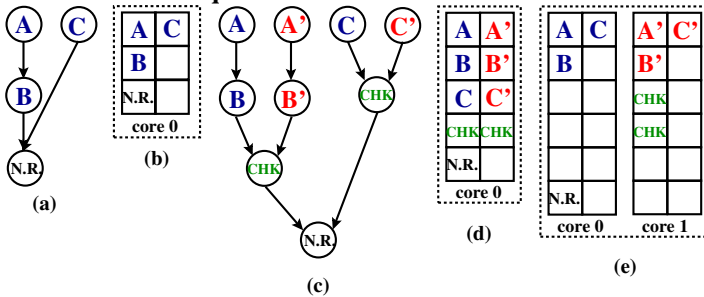 A C
B
N.R.
(a)
A C
B
N.R.
core 0
(b)
A A' C C'
B B' CHK
CHK
N.R.
(c)
A A'
B B'
C C'
CHK CHK
N.R.
core 0
(d)
A C A' C'
B B'
CHK
CHK
N.R.
core 0 core 1
(e)